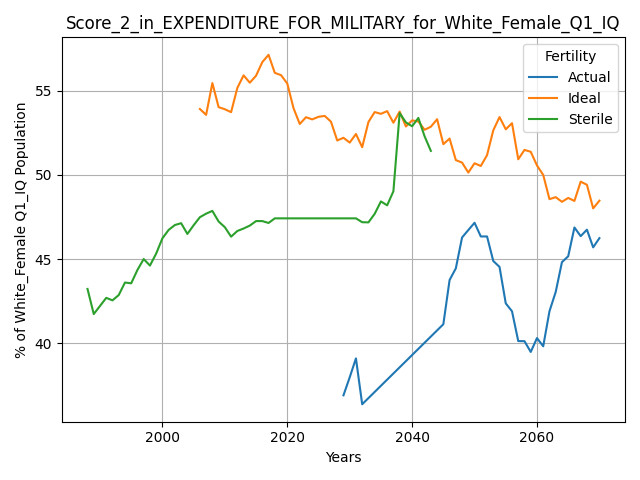 Score_2_in_EXPENDITURE_FOR_MILITARY_for_White_Female_Q1_IQ
Fertility
Actual
Ideal
Sterile
% of White_Female Q1_IQ Population
55
50
45
40
2000
2020
2040
2060
Years